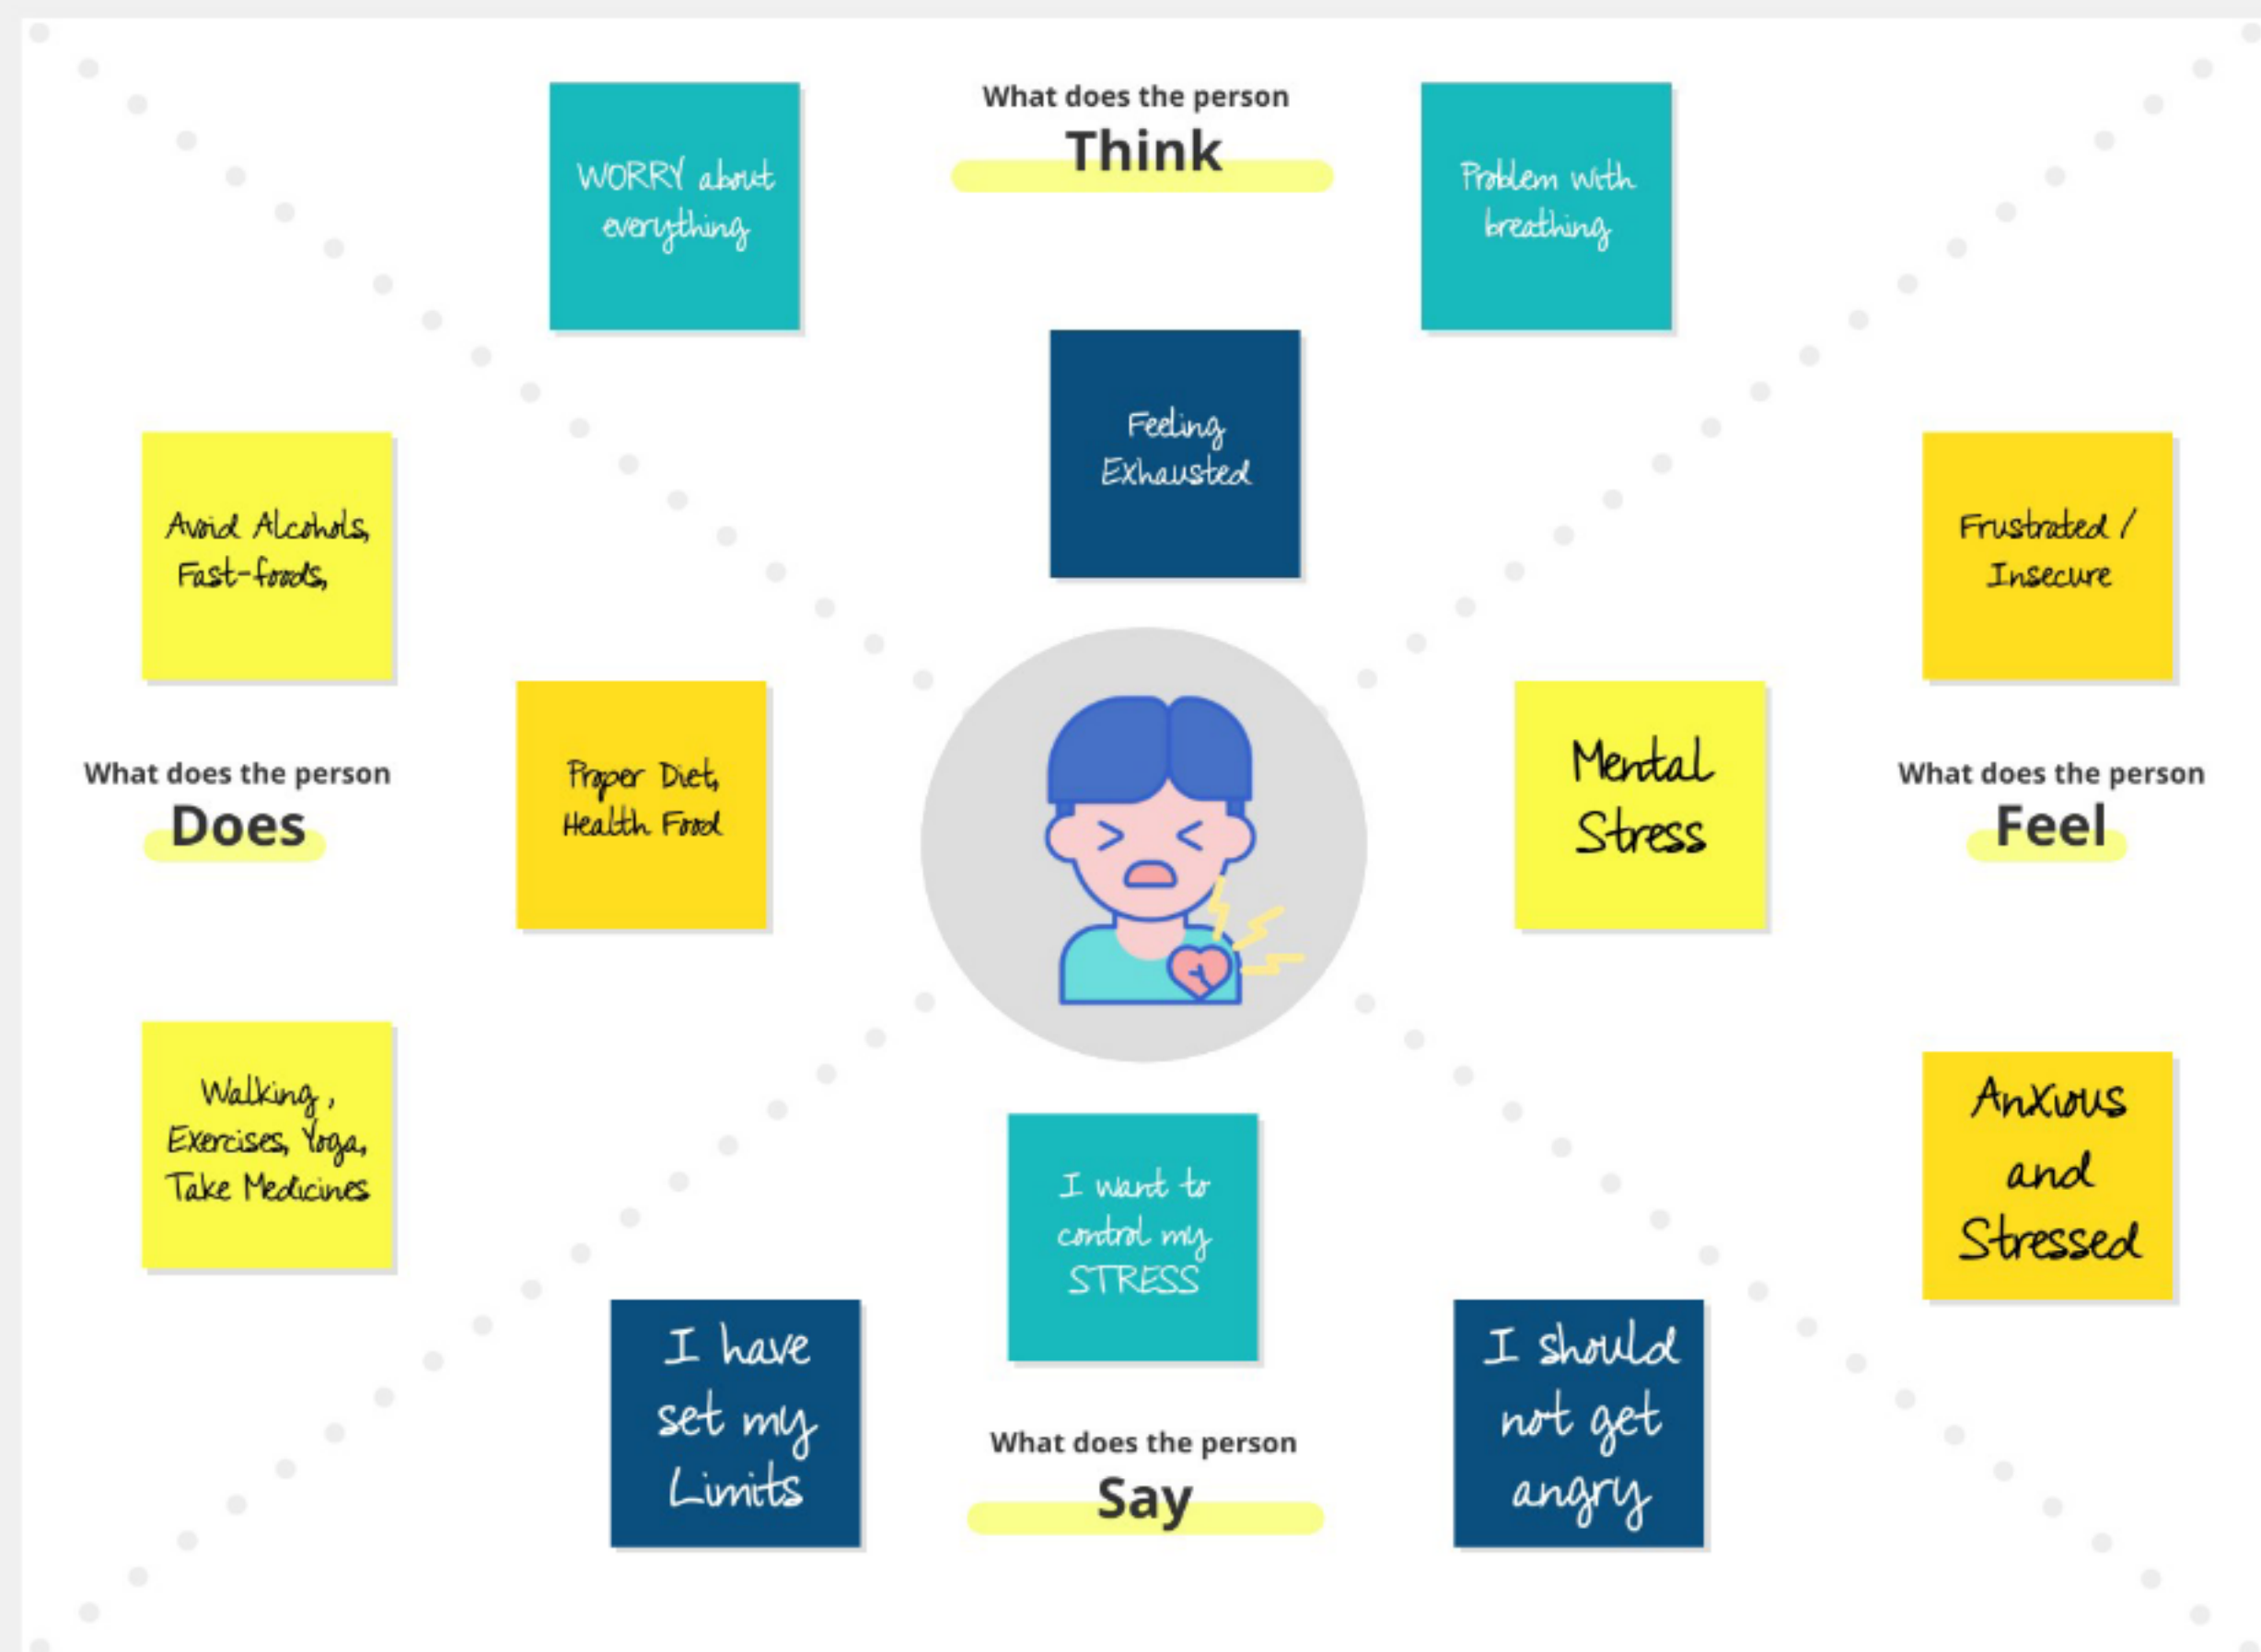 What does the person
Think
WORRY about
everything
Problem with
breathing
Feeling
Exhausted
Avoid Alcohols,
Fast-foods,
Proper Diet,
Health Food
What does the person
Does
Walking,
Exercises, Yoga,
Take Medicines
Frustrated /
Insecure
Mental
Stress
What does the person
Feel
Anxious
and
Stressed
I want to
control my
STRESS
I have
set my
Limits
I should
not get
angry
What does the person
Say